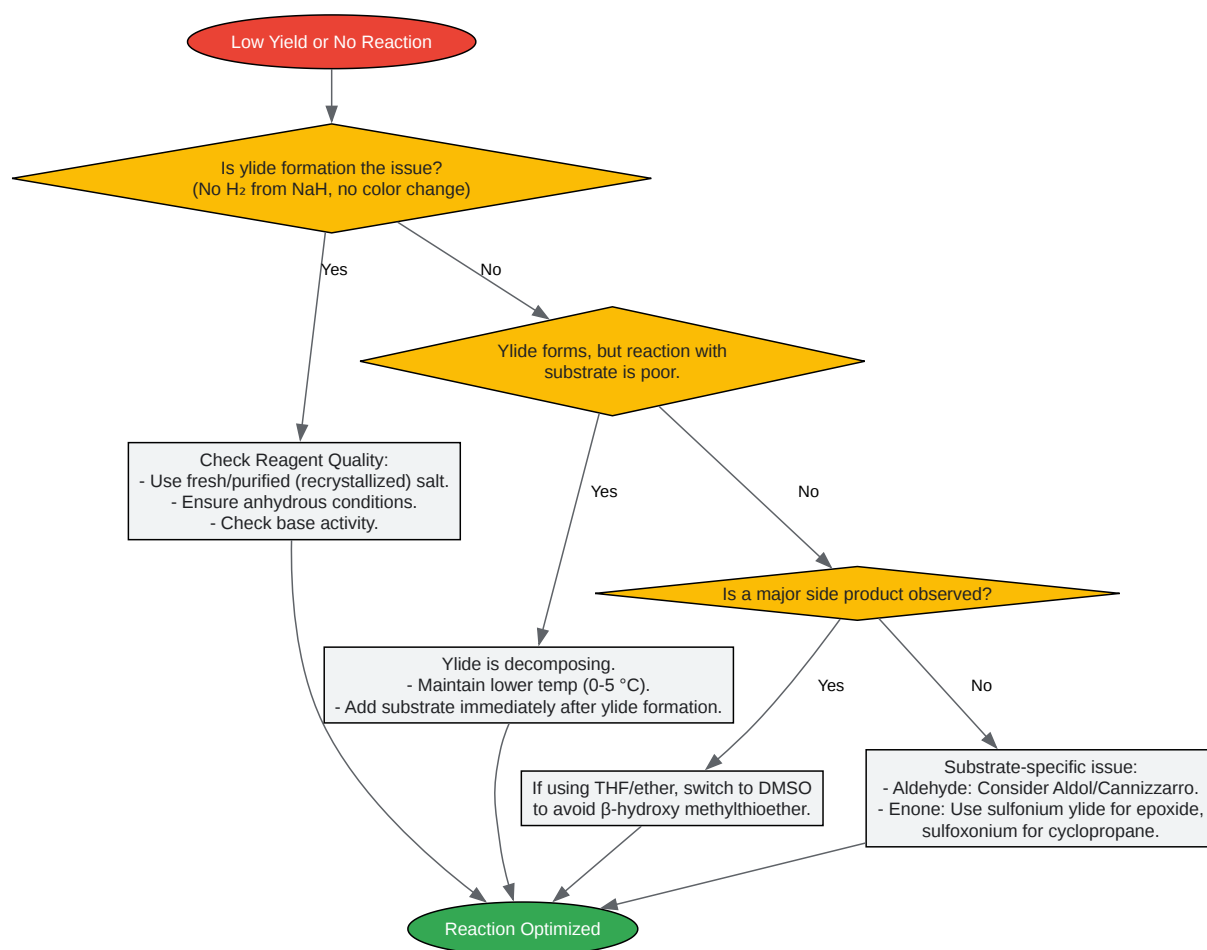 Low Yield or No Reaction
Is ylide formation the issue?
(No H₂ from NaH, no color change)
Yes
No
Ylide forms, but reaction with
substrate is poor.
Check Reagent Quality:
- Use fresh/purified (recrystallized) salt.
- Ensure anhydrous conditions.
- Check base activity.
Yes
No
Is a major side product observed?
Ylide is decomposing.
- Maintain lower temp (0-5 °C).
- Add substrate immediately after ylide formation.
Yes
No
If using THF/ether, switch to DMSO
to avoid β-hydroxy methylthioether.
Substrate-specific issue:
- Aldehyde: Consider Aldol/Cannizzarro.
- Enone: Use sulfonium ylide for epoxide,
sulfoxonium for cyclopropane.
Reaction Optimized